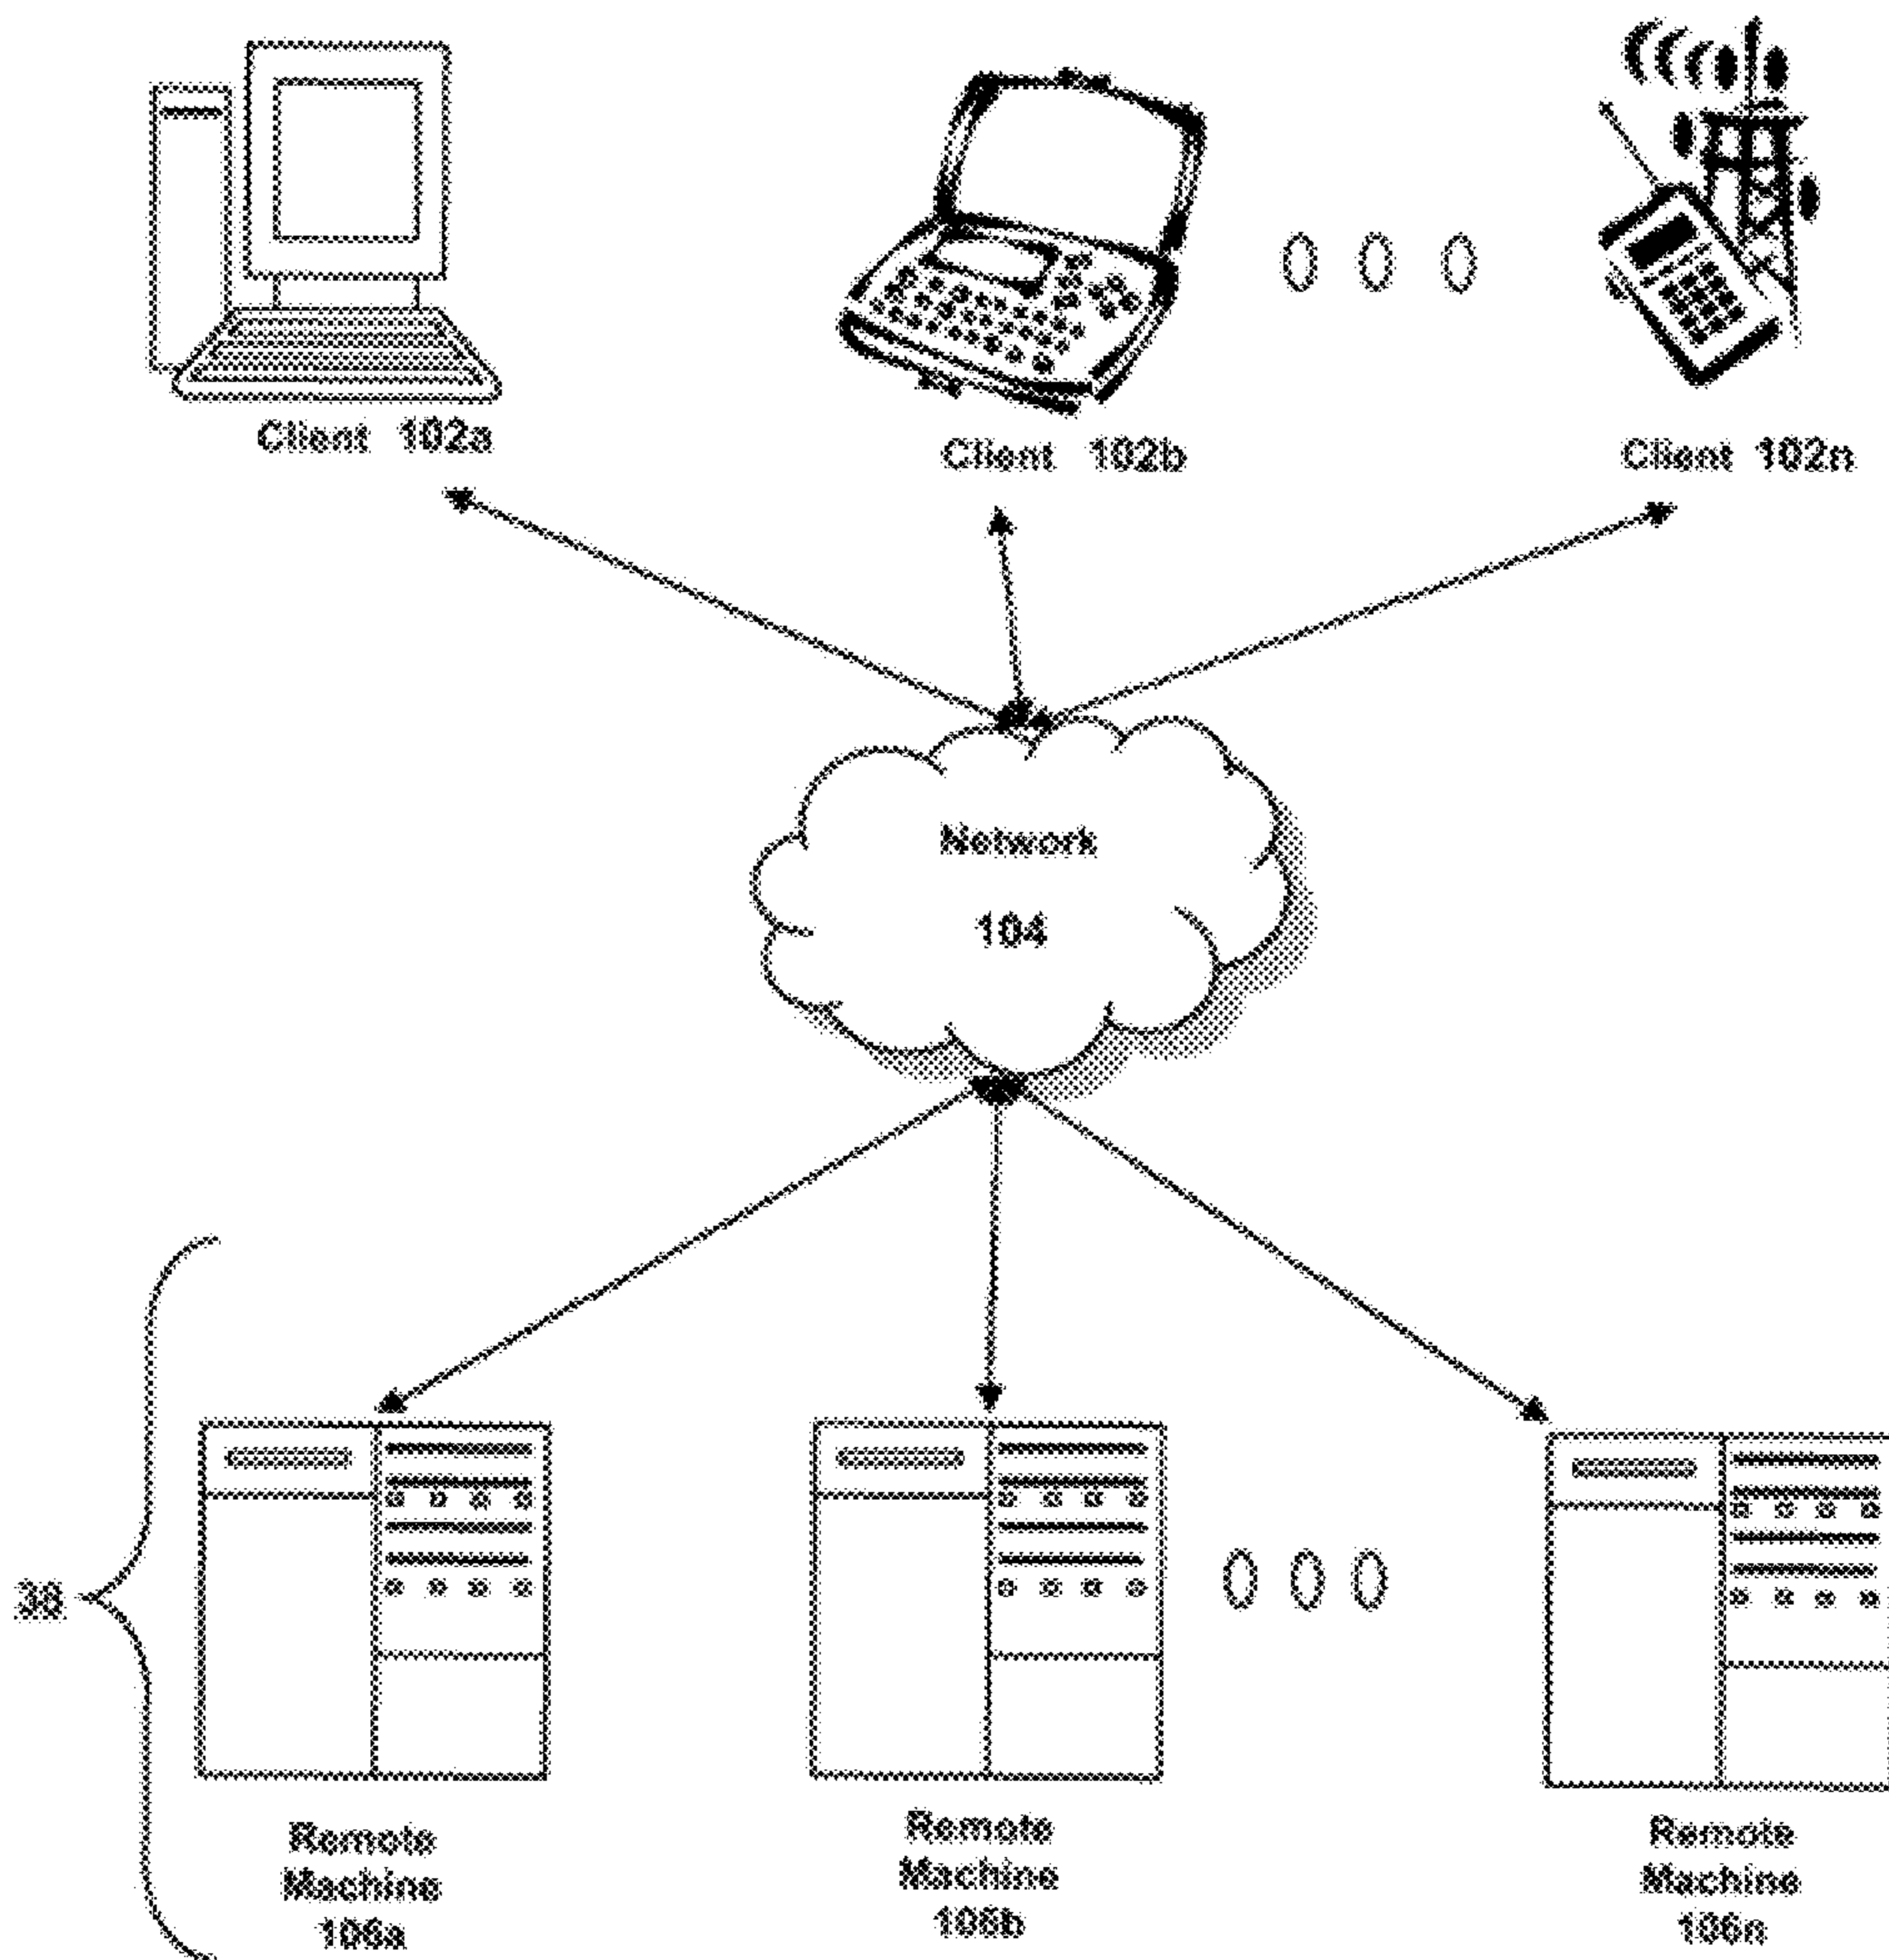 Client 102a
Client 102b
Client 102n
Network
104
38
Remote
Machine
106a
Remote
Machine
106b
Remote
Machine
106n